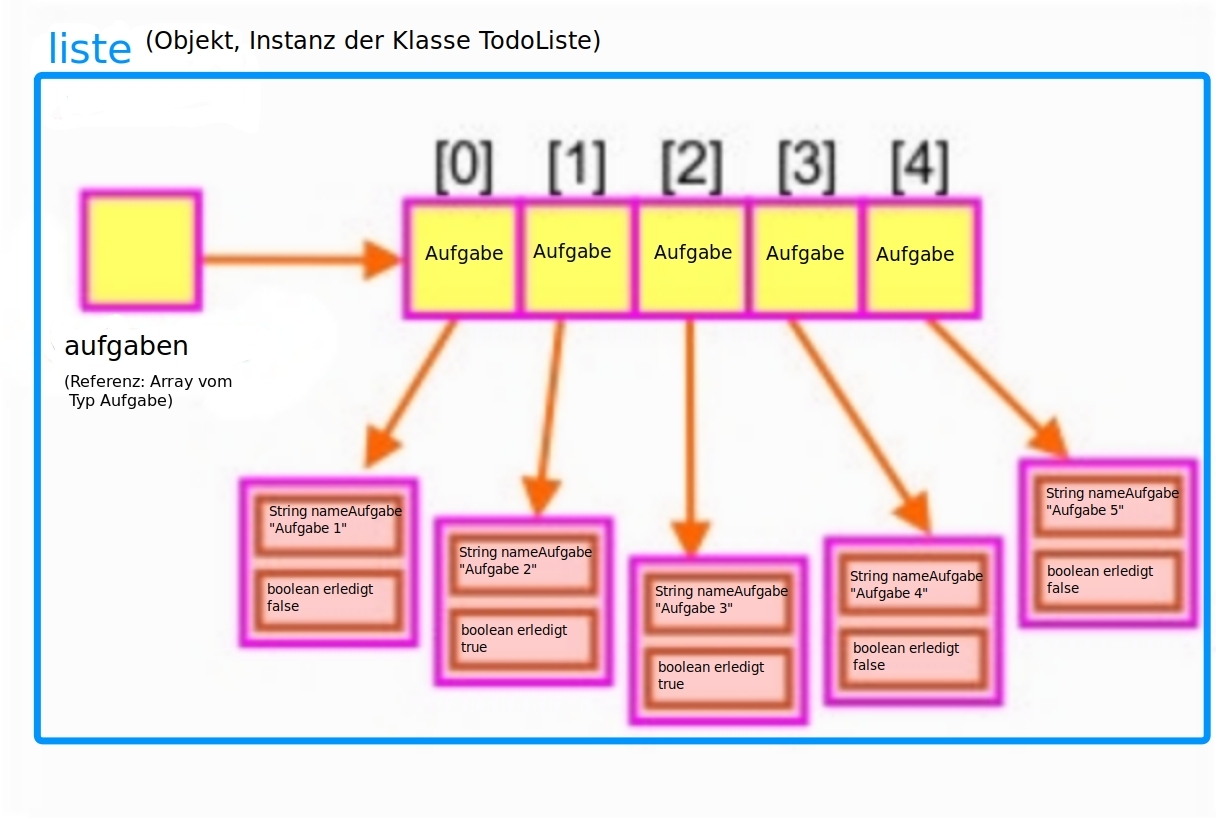 liste (Objekt, Instanz der Klasse TodoListe)
[0] [1] [2] [3] [4]
Aufgabe Aufgabe Aufgabe Aufgabe Aufgabe
aufgaben
(Referenz: Array vom
Typ Aufgabe)
String nameAufgabe
"Aufgabe 1"
boolean erledigt
false
String nameAufgabe
"Aufgabe 2"
boolean erledigt
true
String nameAufgabe
"Aufgabe 3"
boolean erledigt
true
String nameAufgabe
"Aufgabe 4"
boolean erledigt
false
String nameAufgabe
"Aufgabe 5"
boolean erledigt
false